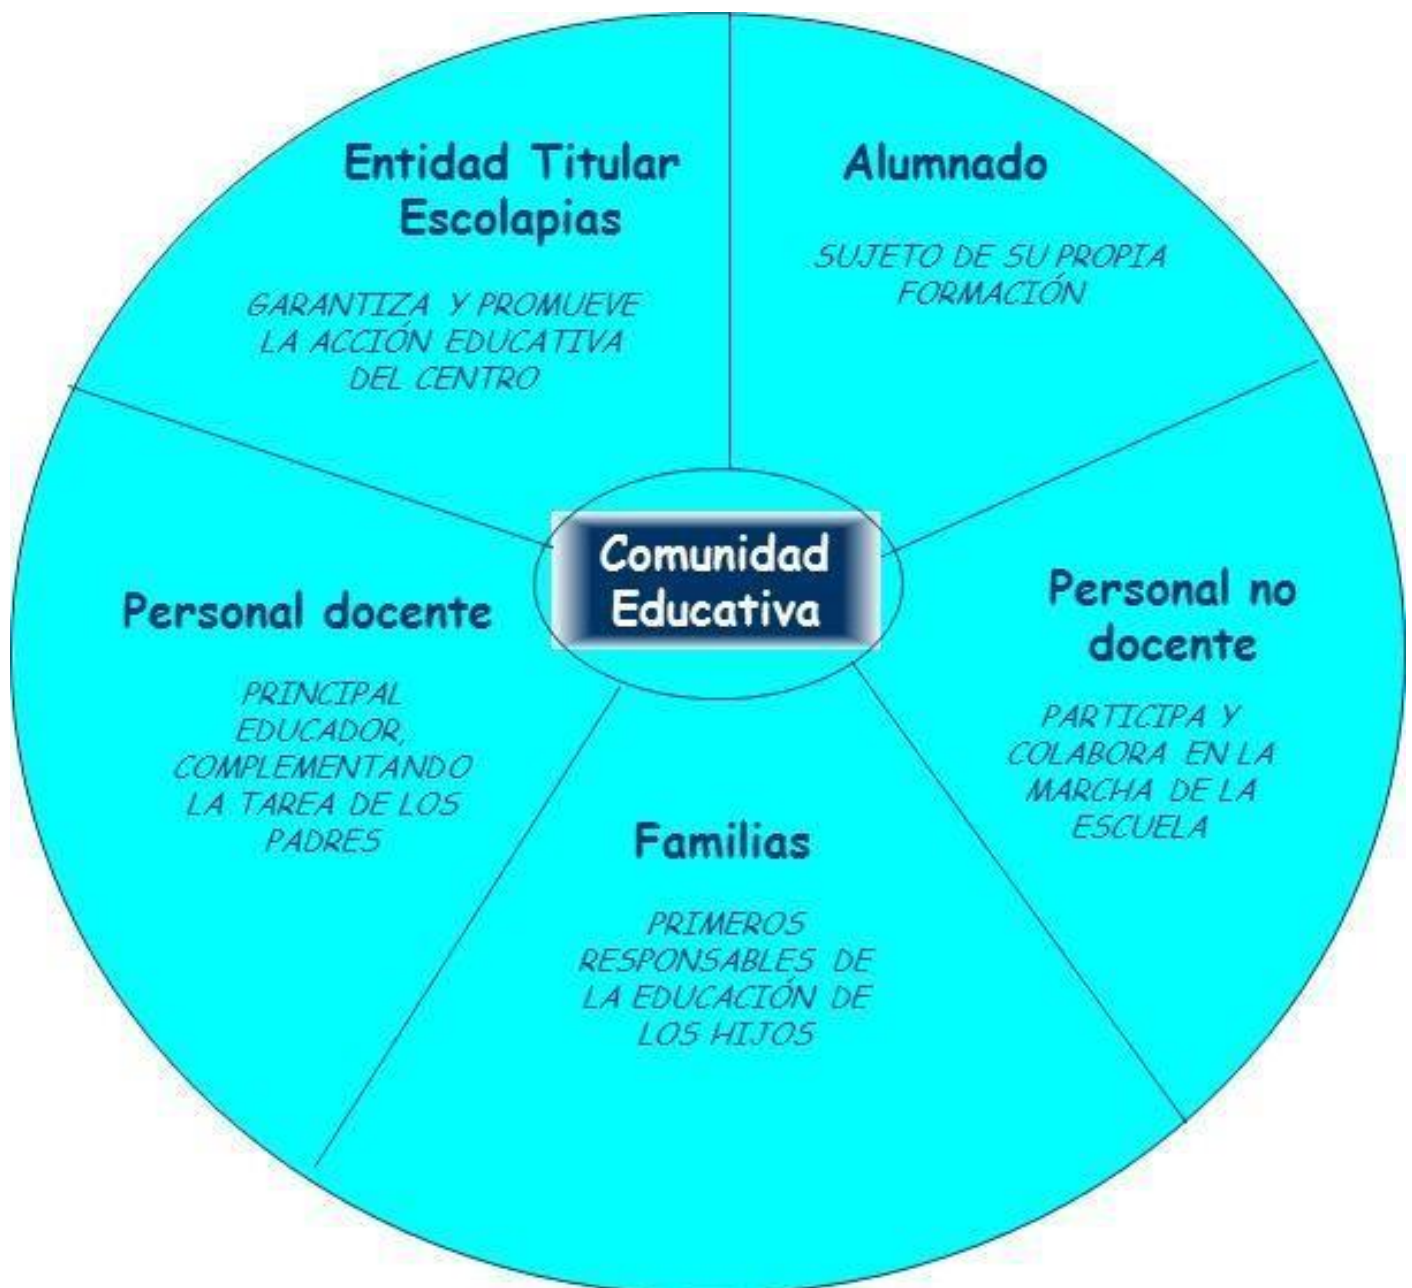 Entidad Titular
Escolapias
GARANTIZA Y PROMUEVE
LA ACCIÓN EDUCATIVA
DEL CENTRO
Alumnado
SUJETO DE SU PROPIA
FORMACIÓN
Comunidad
Educativa
Personal docente
PRINCIPAL
EDUCADOR,
COMPLEMENTANDO
LA TAREA DE LOS
PADRES
Personal no
docente
PARTICIPA Y
COLABORA EN LA
MARCHA DE LA
ESCUELA
Familias
PRIMEROS
RESPONSABLES DE
LA EDUCACIÓN DE
LOS HIJOS